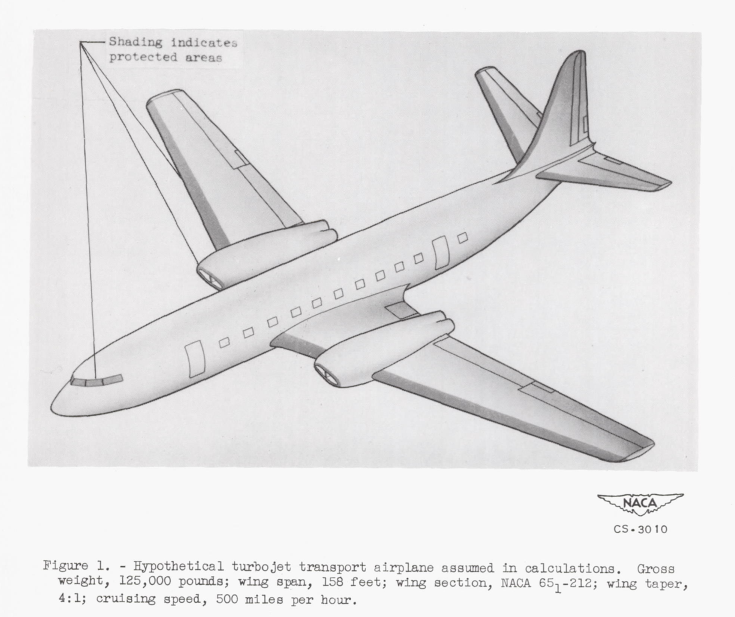 Shading indicates
protected areas
NACA
CS-3010
Figure 1. - Hypothetical turbojet transport airplane assumed in calculations. Gross
weight, 125,000 pounds; wing span, 158 feet; wing section, NACA 65₁-212; wing taper,
4:1; cruising speed, 500 miles per hour.